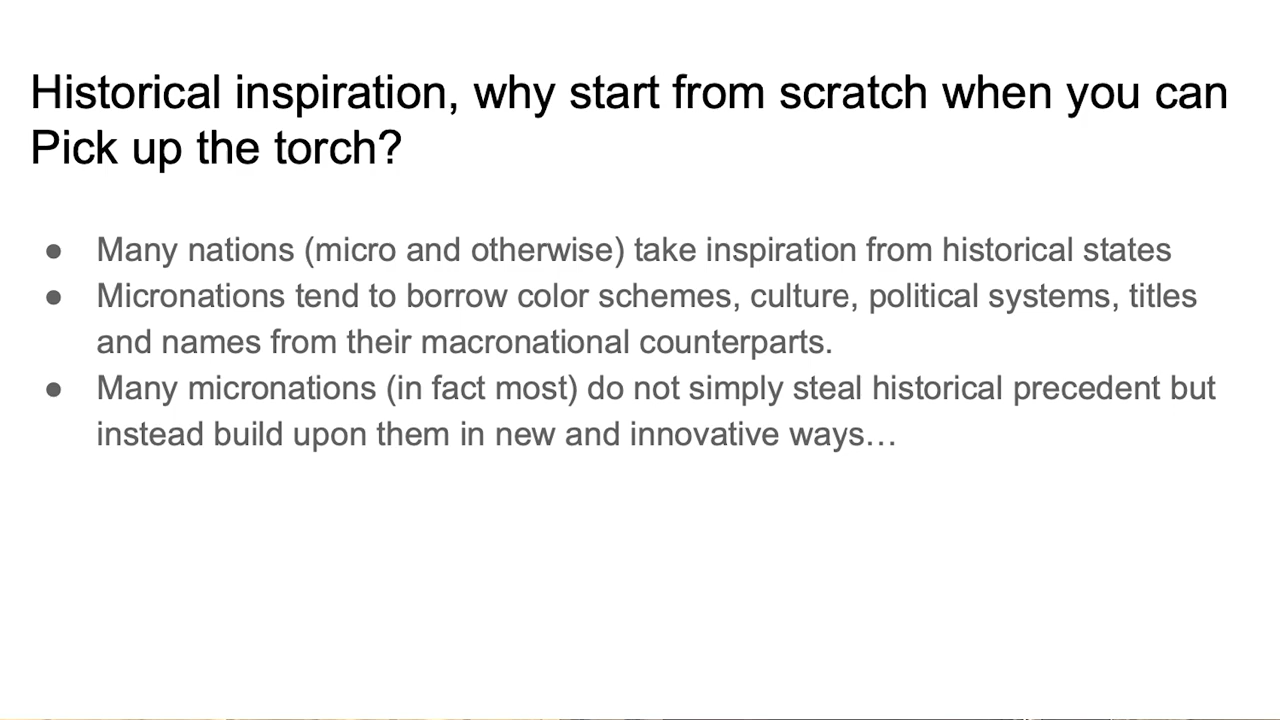 Historical inspiration, why start from scratch when you can
Pick up the torch?
● Many nations (micro and otherwise) take inspiration from historical states
● Micronations tend to borrow color schemes, culture, political systems, titles
and names from their macronational counterparts.
● Many micronations (in fact most) do not simply steal historical precedent but
instead build upon them in new and innovative ways…